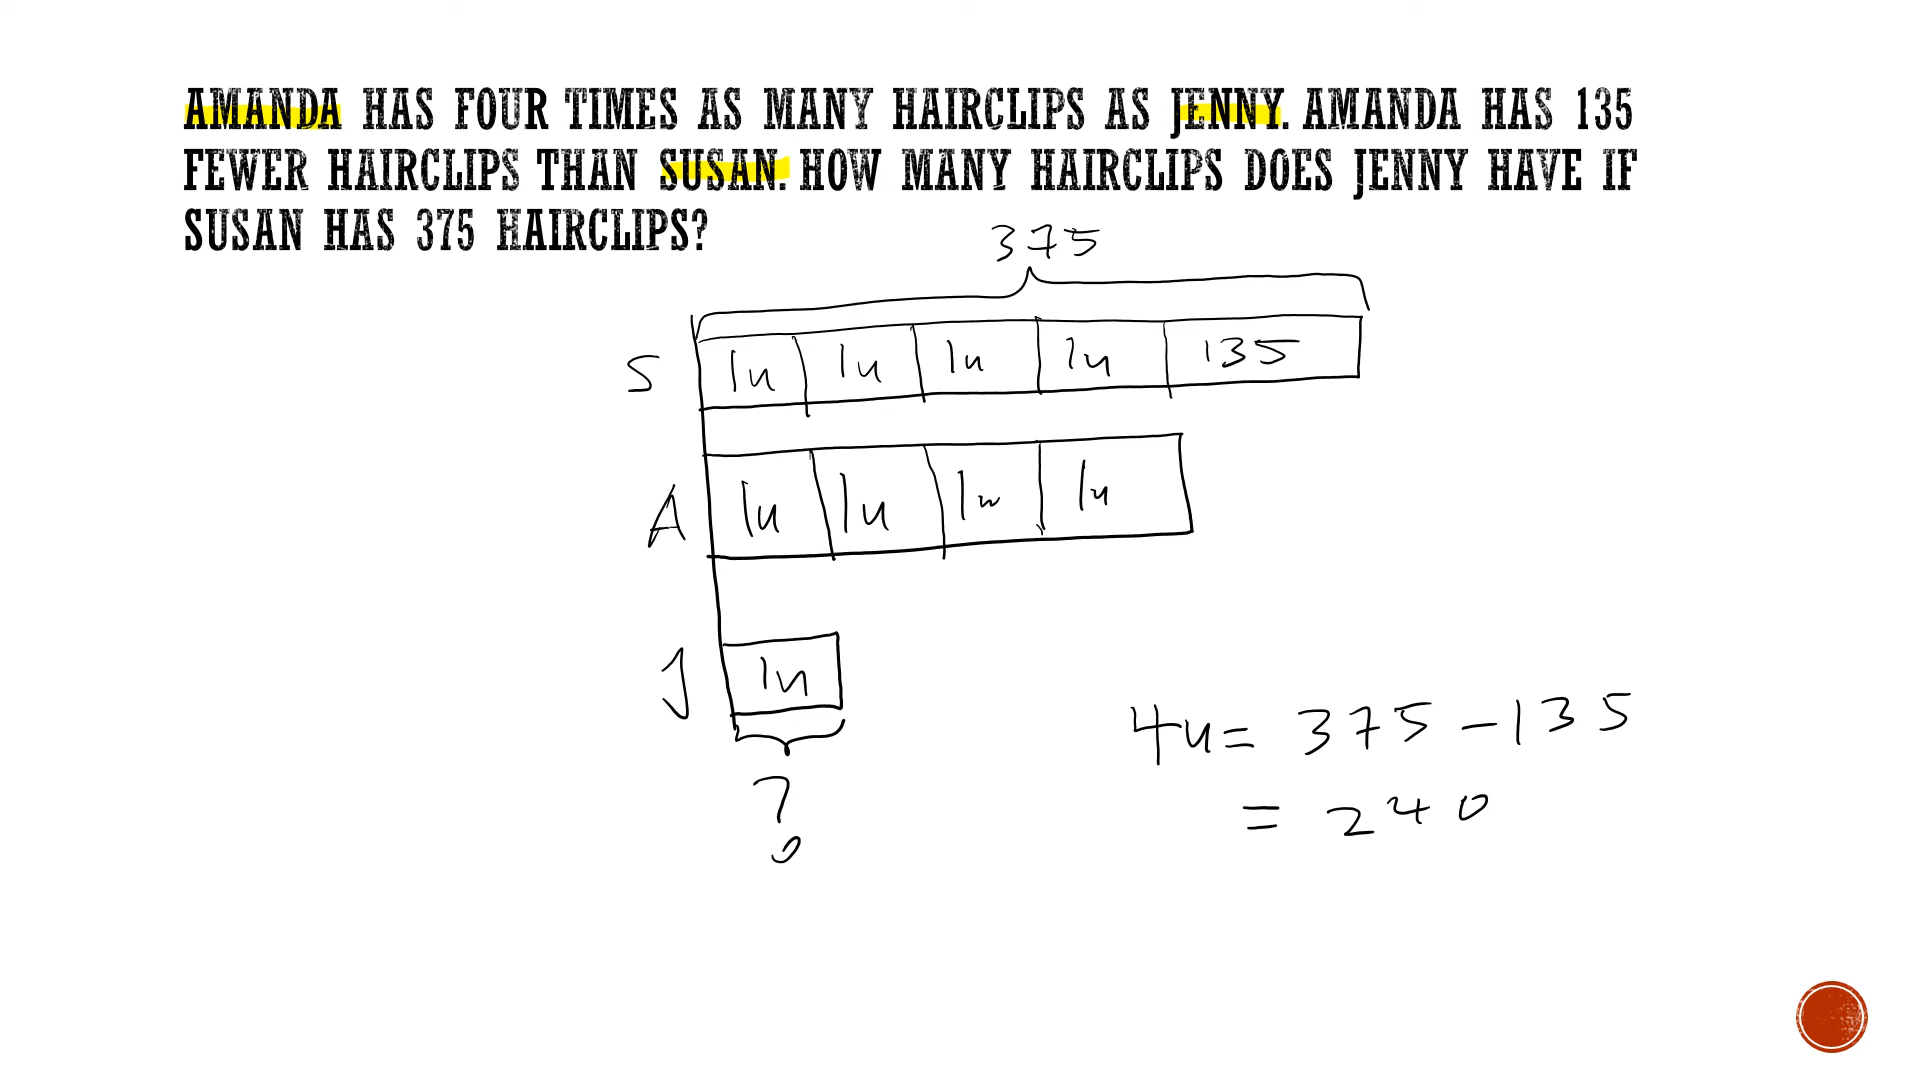 AMANDA HAS FOUR TIMES AS MANY HAIRCLIPS AS JENNY. AMANDA HAS 135
FEWER HAIRCLIPS THAN SUSAN. HOW MANY HAIRCLIPS DOES JENNY HAVE IF
SUSAN HAS 375 HAIRCLIPS?
375
S 1u 1u 1u 1u 135
A 1u 1u 1u 1u
J 1u
?
4u = 375 - 135
= 240